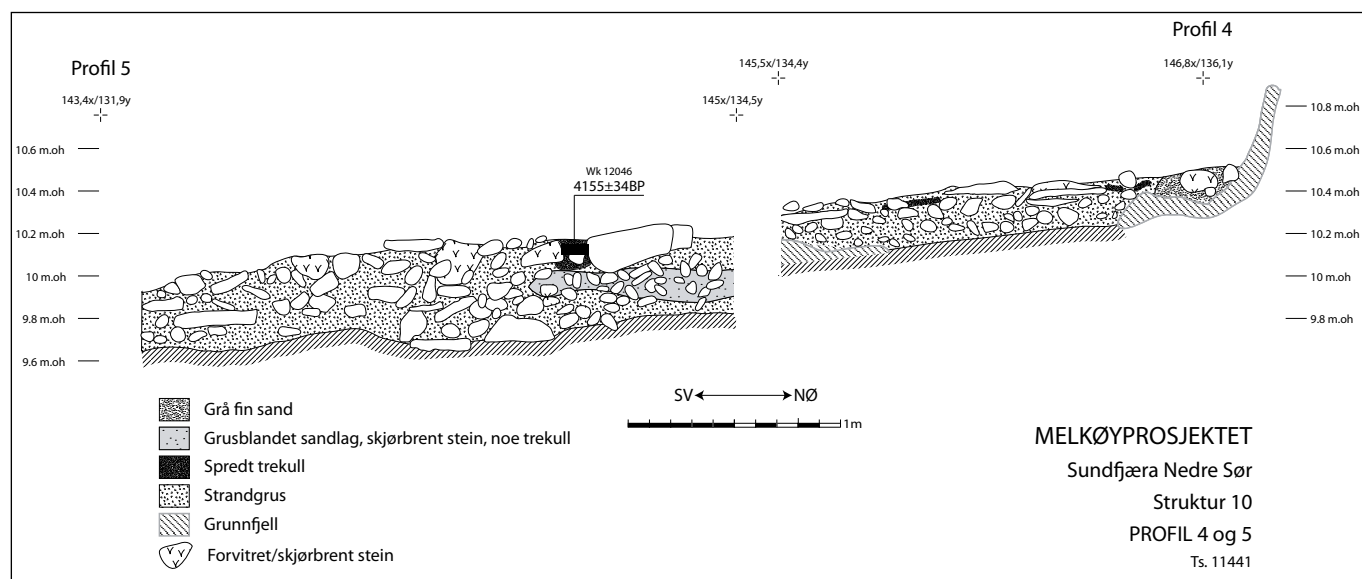 Profil 5
143,4x/131,9y
145x/134,5y
145,5x/134,4y
Profil 4
146,8x/136,1y
10.6 m.oh
10.4 m.oh
10.2 m.oh
10 m.oh
9.8 m.oh
9.6 m.oh
Wk 12046
4155±34BP
10.8 m.oh
10.6 m.oh
10.4 m.oh
10.2 m.oh
10 m.oh
9.8 m.oh
Grå fin sand
Grusblandet sandlag, skjørbrent stein, noe trekull
Spredt trekull
Strandgrus
Grunnfjell
Forvitret/skjørbrent stein
SV NØ
1m
MELKØYPROSJEKTET
Sundfjæra Nedre Sør
Struktur 10
PROFIL 4 og 5
Ts. 11441